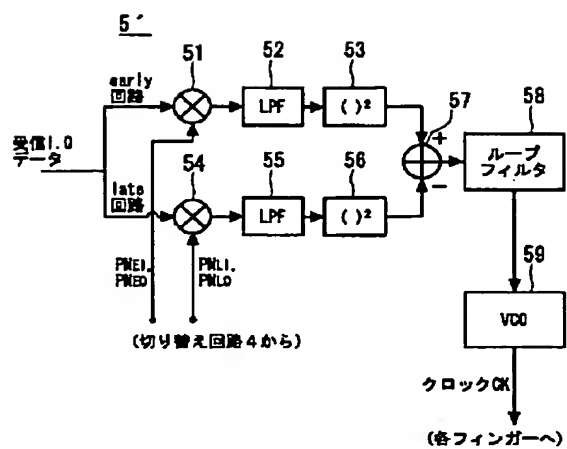 5´
51
52
53
early
回路
LPF
( )²
57
58
+
受信I.Q
データ
54
55
56
ループ
フィルタ
−
late
回路
LPF
( )²
59
PNEI.
PNEQ
PNLI.
PNLQ
VCO
(切り替え回路4から)
クロックCK
(各フィンガーへ)